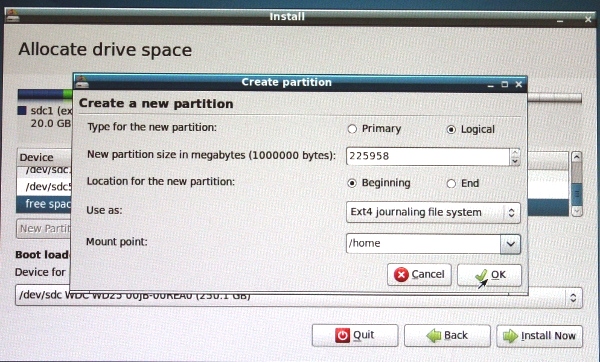 Install
Allocate drive space
Create partition
sdc1 (ex
20.0 GB
Create a new partition
Type for the new partition:
Primary
Logical
Device
New partition size in megabytes (1000000 bytes):
225958
/dev/sdc
/dev/sdc5
Location for the new partition:
Beginning
End
free spac
Use as:
Ext4 journaling file system
New Partit
Mount point:
/home
Boot load
Device for
Cancel
OK
/dev/sdc WDC WD25 00JB-00REA0 (250.1 GB)
Quit
Back
Install Now